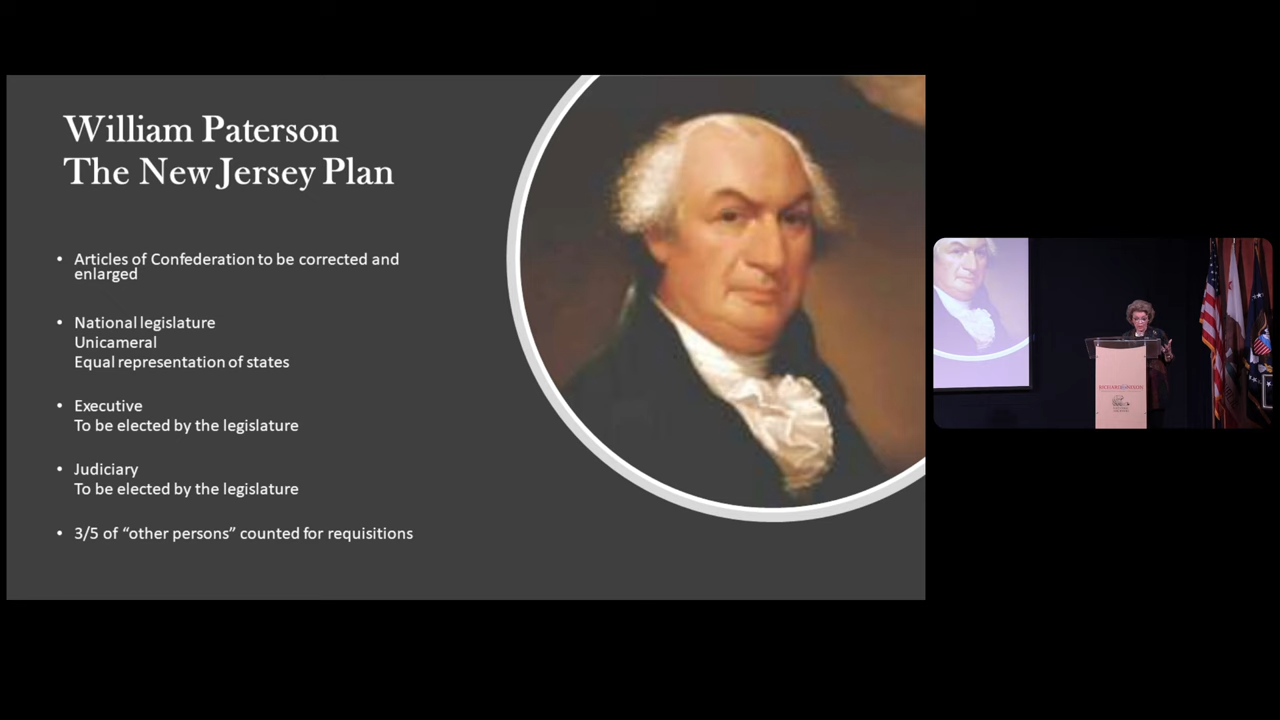 William Paterson
The New Jersey Plan
• Articles of Confederation to be corrected and
enlarged
• National legislature
Unicameral
Equal representation of states
• Executive
To be elected by the legislature
• Judiciary
To be elected by the legislature
• 3/5 of “other persons” counted for requisitions